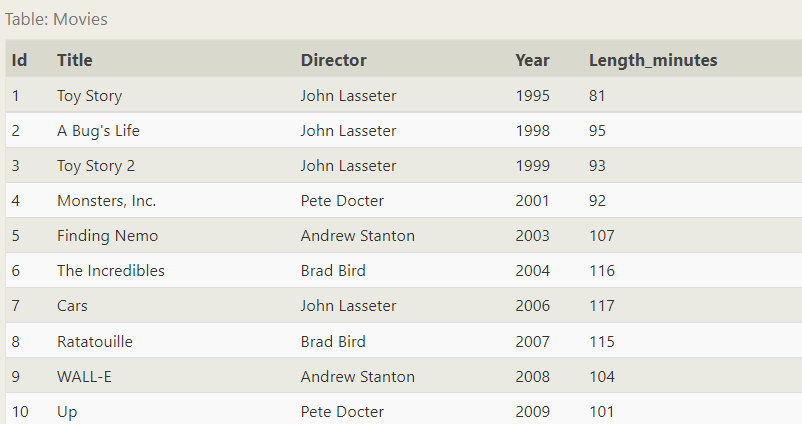 Table: Movies
Id Title Director Year Length_minutes
1 Toy Story John Lasseter 1995 81
2 A Bug's Life John Lasseter 1998 95
3 Toy Story 2 John Lasseter 1999 93
4 Monsters, Inc. Pete Docter 2001 92
5 Finding Nemo Andrew Stanton 2003 107
6 The Incredibles Brad Bird 2004 116
7 Cars John Lasseter 2006 117
8 Ratatouille Brad Bird 2007 115
9 WALL-E Andrew Stanton 2008 104
10 Up Pete Docter 2009 101